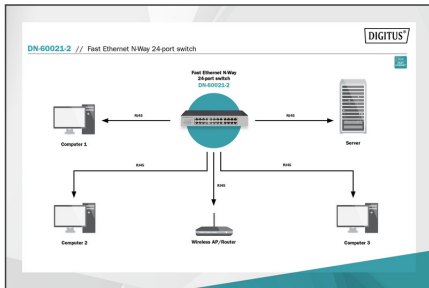 DIGITUS®
DN-60021-2 // Fast Ethernet N-Way 24-port switch
Fast Ethernet N-Way
24-port switch
DN-60021-2
RJ45
RJ45
Computer 1
Server
RJ45
RJ45
RJ45
Computer 2
Wireless AP/Router
Computer 3